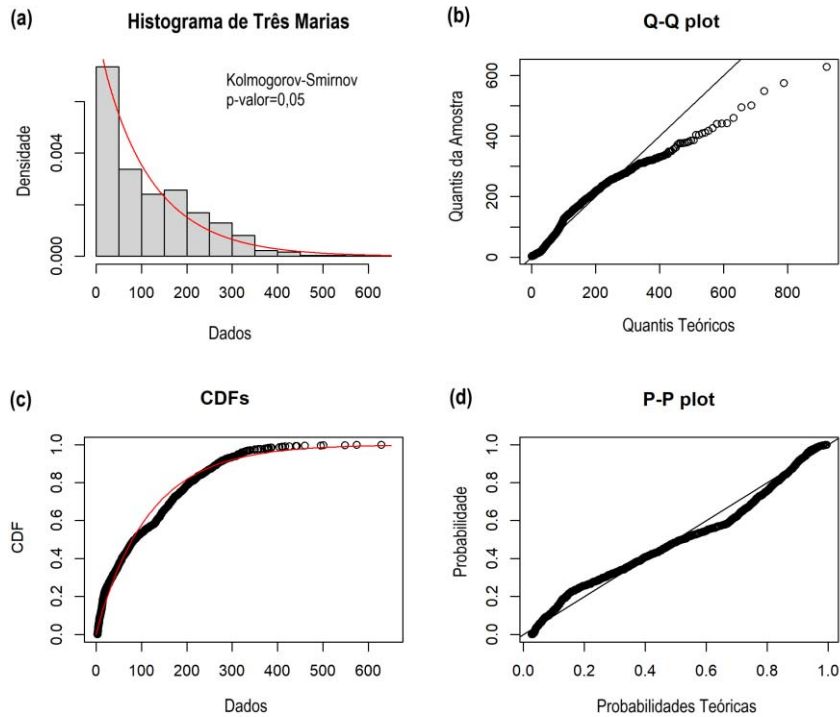 (a)
Histograma de Três Marias
Kolmogorov-Smirnov
p-valor=0,05
Densidade
0.004
0.000
0 100 200 300 400 500 600
Dados
(b)
Q-Q plot
Quantis da Amostra
600
400
200
0
0 200 400 600 800
Quantis Teóricos
(c)
CDFs
CDF
1.0
0.8
0.6
0.4
0.2
0.0
0 100 200 300 400 500 600
Dados
(d)
P-P plot
Probabilidade
1.0
0.8
0.6
0.4
0.2
0.0
0.0 0.2 0.4 0.6 0.8 1.0
Probabilidades Teóricas